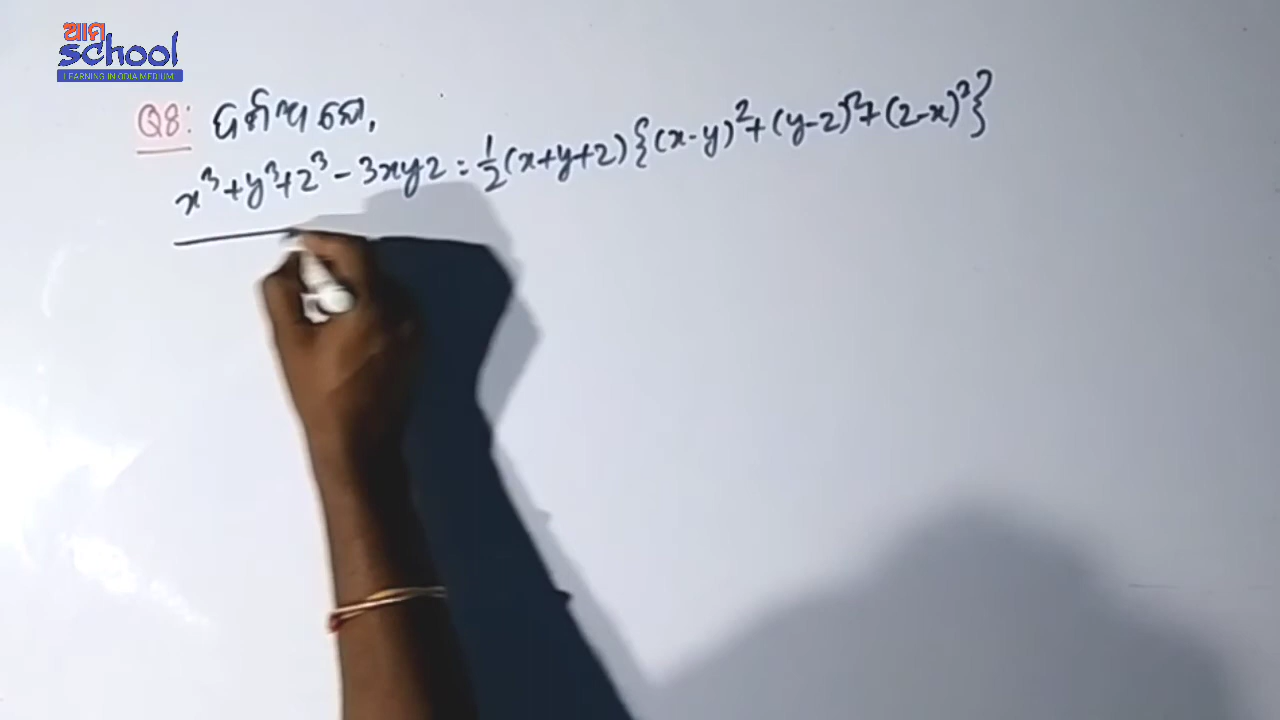 ଆମ
school
LEARNING IN ODIA MEDIUM
Q8: ପ୍ରମାଣ କର,
x³+y³+z³-3xyz=½(x+y+z){(x-y)²+(y-z)²+(z-x)²}